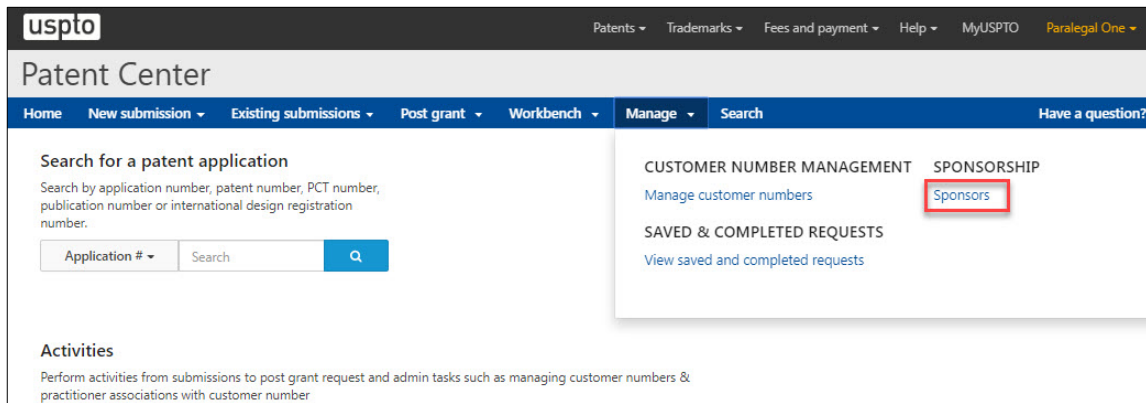 uspto
Patents Trademarks Fees and payment Help MyUSPTO Paralegal One
Patent Center
Home New submission Existing submissions Post grant Workbench Manage Search Have a question?
Search for a patent application
Search by application number, patent number, PCT number,
publication number or international design registration
number.
Application # Search
CUSTOMER NUMBER MANAGEMENT SPONSORSHIP
Manage customer numbers Sponsors
SAVED & COMPLETED REQUESTS
View saved and completed requests
Activities
Perform activities from submissions to post grant request and admin tasks such as managing customer numbers &
practitioner associations with customer number